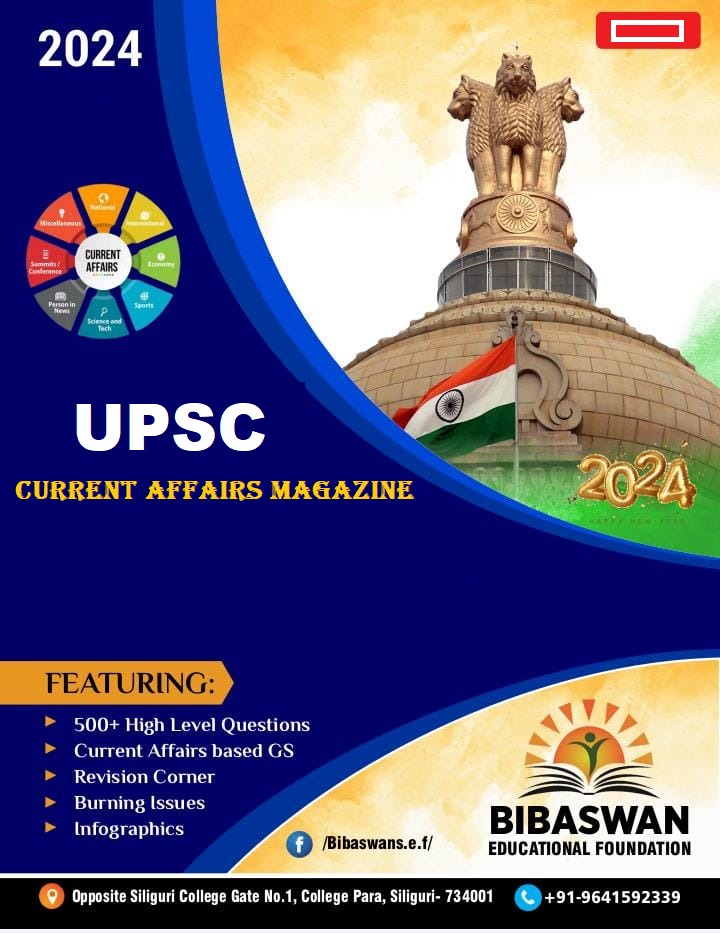 2024
National
Miscellaneous
International
Summits /
Conference
CURRENT
AFFAIRS
Economy
Person in
News
Sports
Science and
Tech
UPSC
CURRENT AFFAIRS MAGAZINE
2024
HAPPY NEW YEAR
FEATURING:
500+ High Level Questions
Current Affairs based GS
Revision Corner
Burning Issues
Infographics
f /Bibaswans.e.f/
BIBASWAN
EDUCATIONAL FOUNDATION
Opposite Siliguri College Gate No.1, College Para, Siliguri- 734001 +91-9641592339